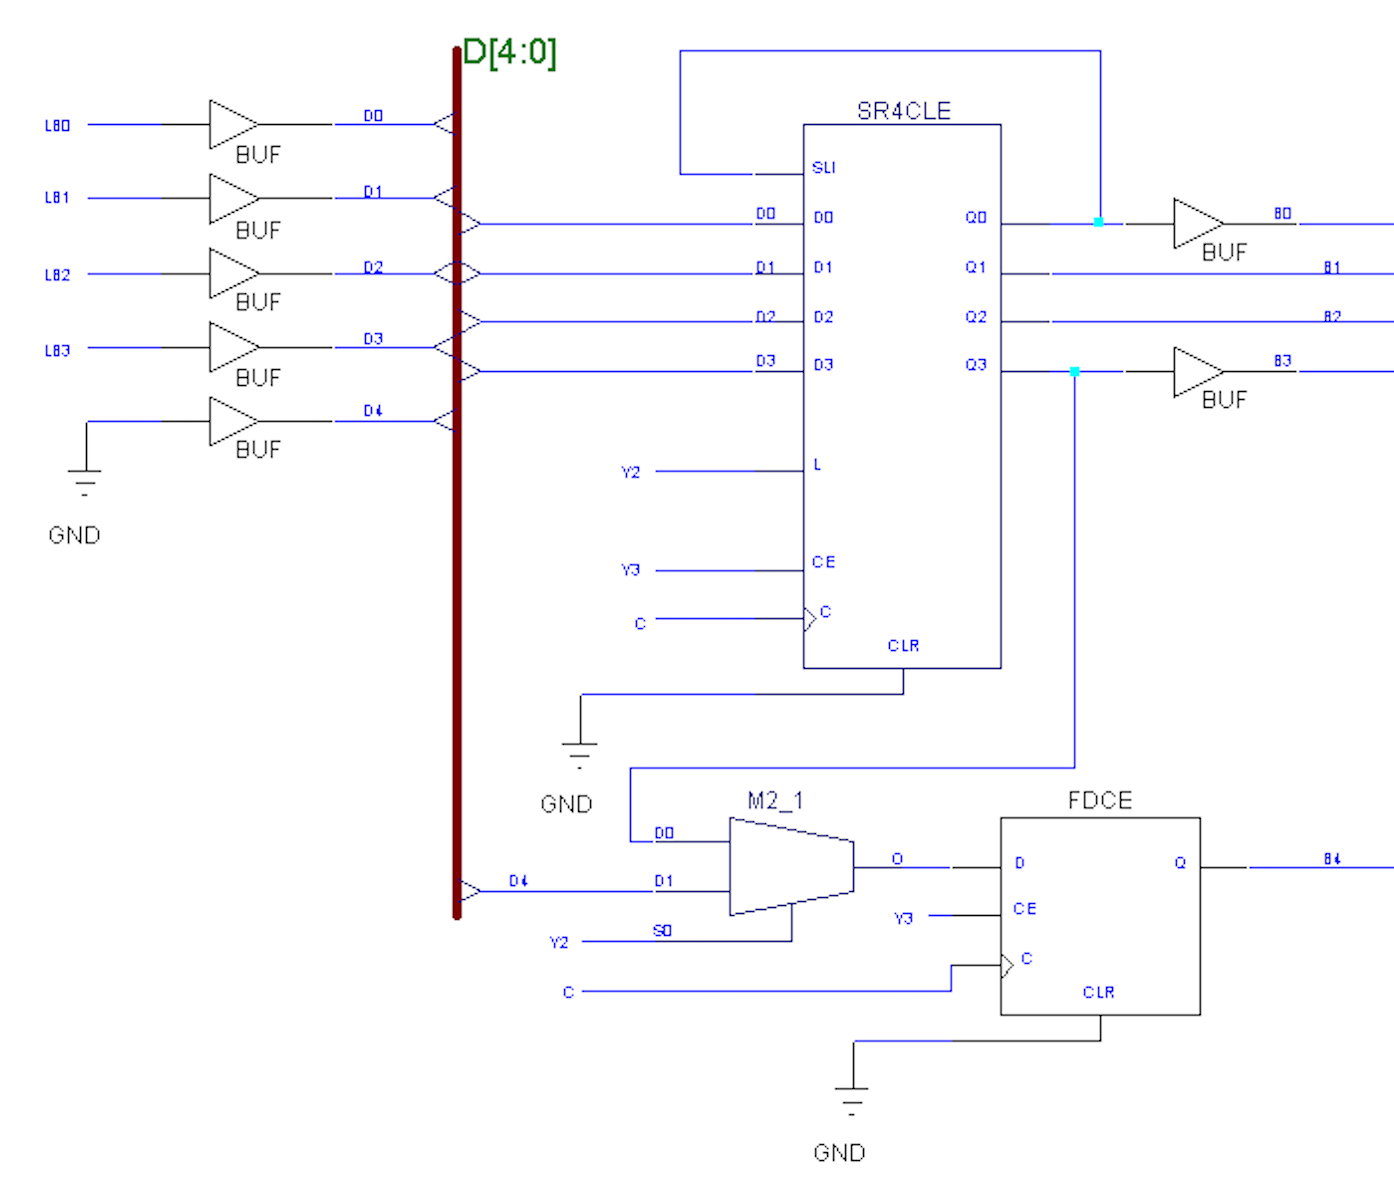 D[4:0]
SR4CLE
LB0
BUF
D0
LB1
BUF
D1
LB2
BUF
D2
LB3
BUF
D3
BUF
D4
GND
SLI
D0
D0
Q0
BUF
B0
D1
D1
Q1
B1
D2
D2
Q2
B2
D3
D3
Q3
BUF
B3
Y2
L
Y3
CE
C
C
CLR
GND
M2_1
FDCE
D0
D4
D1
O
D
Q
B4
Y2
S0
Y3
CE
C
C
CLR
GND